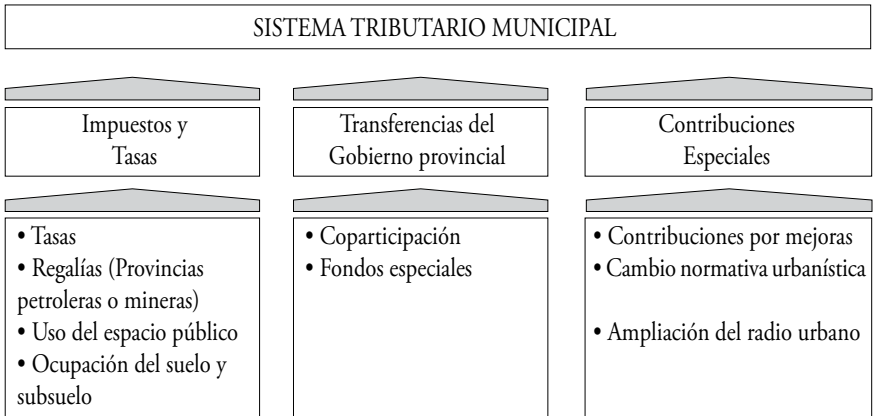 SISTEMA TRIBUTARIO MUNICIPAL
Impuestos y
Tasas
Transferencias del
Gobierno provincial
Contribuciones
Especiales
• Tasas
• Regalías (Provincias
petroleras o mineras)
• Uso del espacio público
• Ocupación del suelo y
subsuelo
• Coparticipación
• Fondos especiales
• Contribuciones por mejoras
• Cambio normativa urbanística
• Ampliación del radio urbano